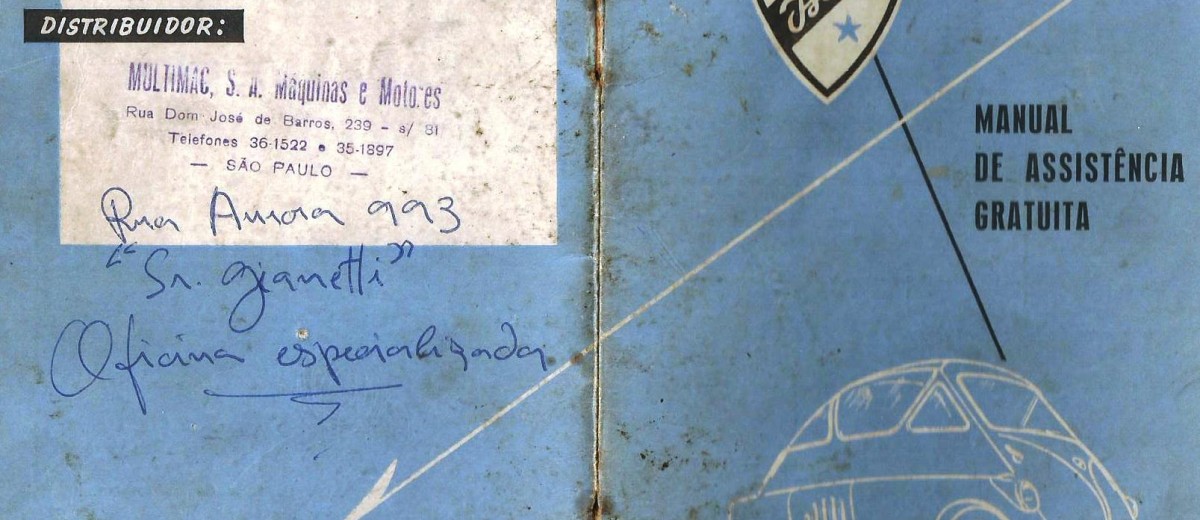 DISTRIBUIDOR:
MULTIMAC, S. A. Máquinas e Motores
Rua Dom José de Barros, 239 - s/ 81
Telefones 36-1522 • 35-1897
— SÃO PAULO —
Rua Aurora 993
"Sr. Gianetti"
Oficina especializada
MANUAL
DE ASSISTÊNCIA
GRATUITA